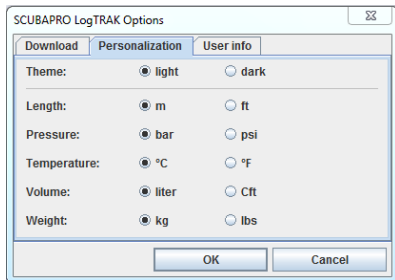 SCUBAPRO LogTRAK Options
Download Personalization User info
Theme: light dark
Length: m ft
Pressure: bar psi
Temperature: °C °F
Volume: liter Cft
Weight: kg lbs
OK Cancel